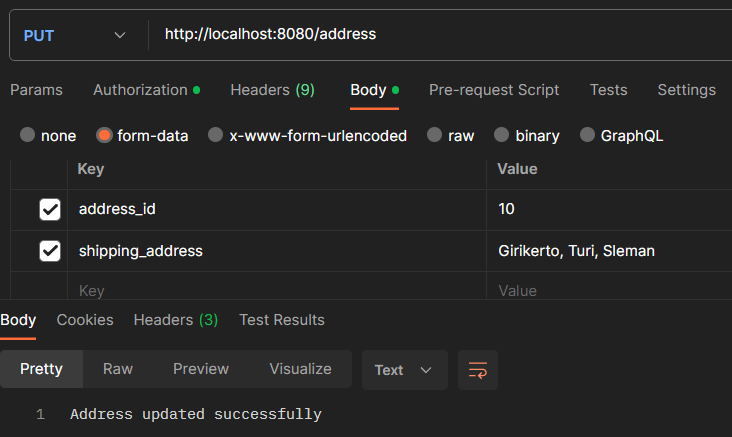 PUT http://localhost:8080/address
Params Authorization Headers (9) Body Pre-request Script Tests Settings
none form-data x-www-form-urlencoded raw binary GraphQL
Key Value
address_id 10
shipping_address Girikerto, Turi, Sleman
Key Value
Body Cookies Headers (3) Test Results
Pretty Raw Preview Visualize Text
1 Address updated successfully